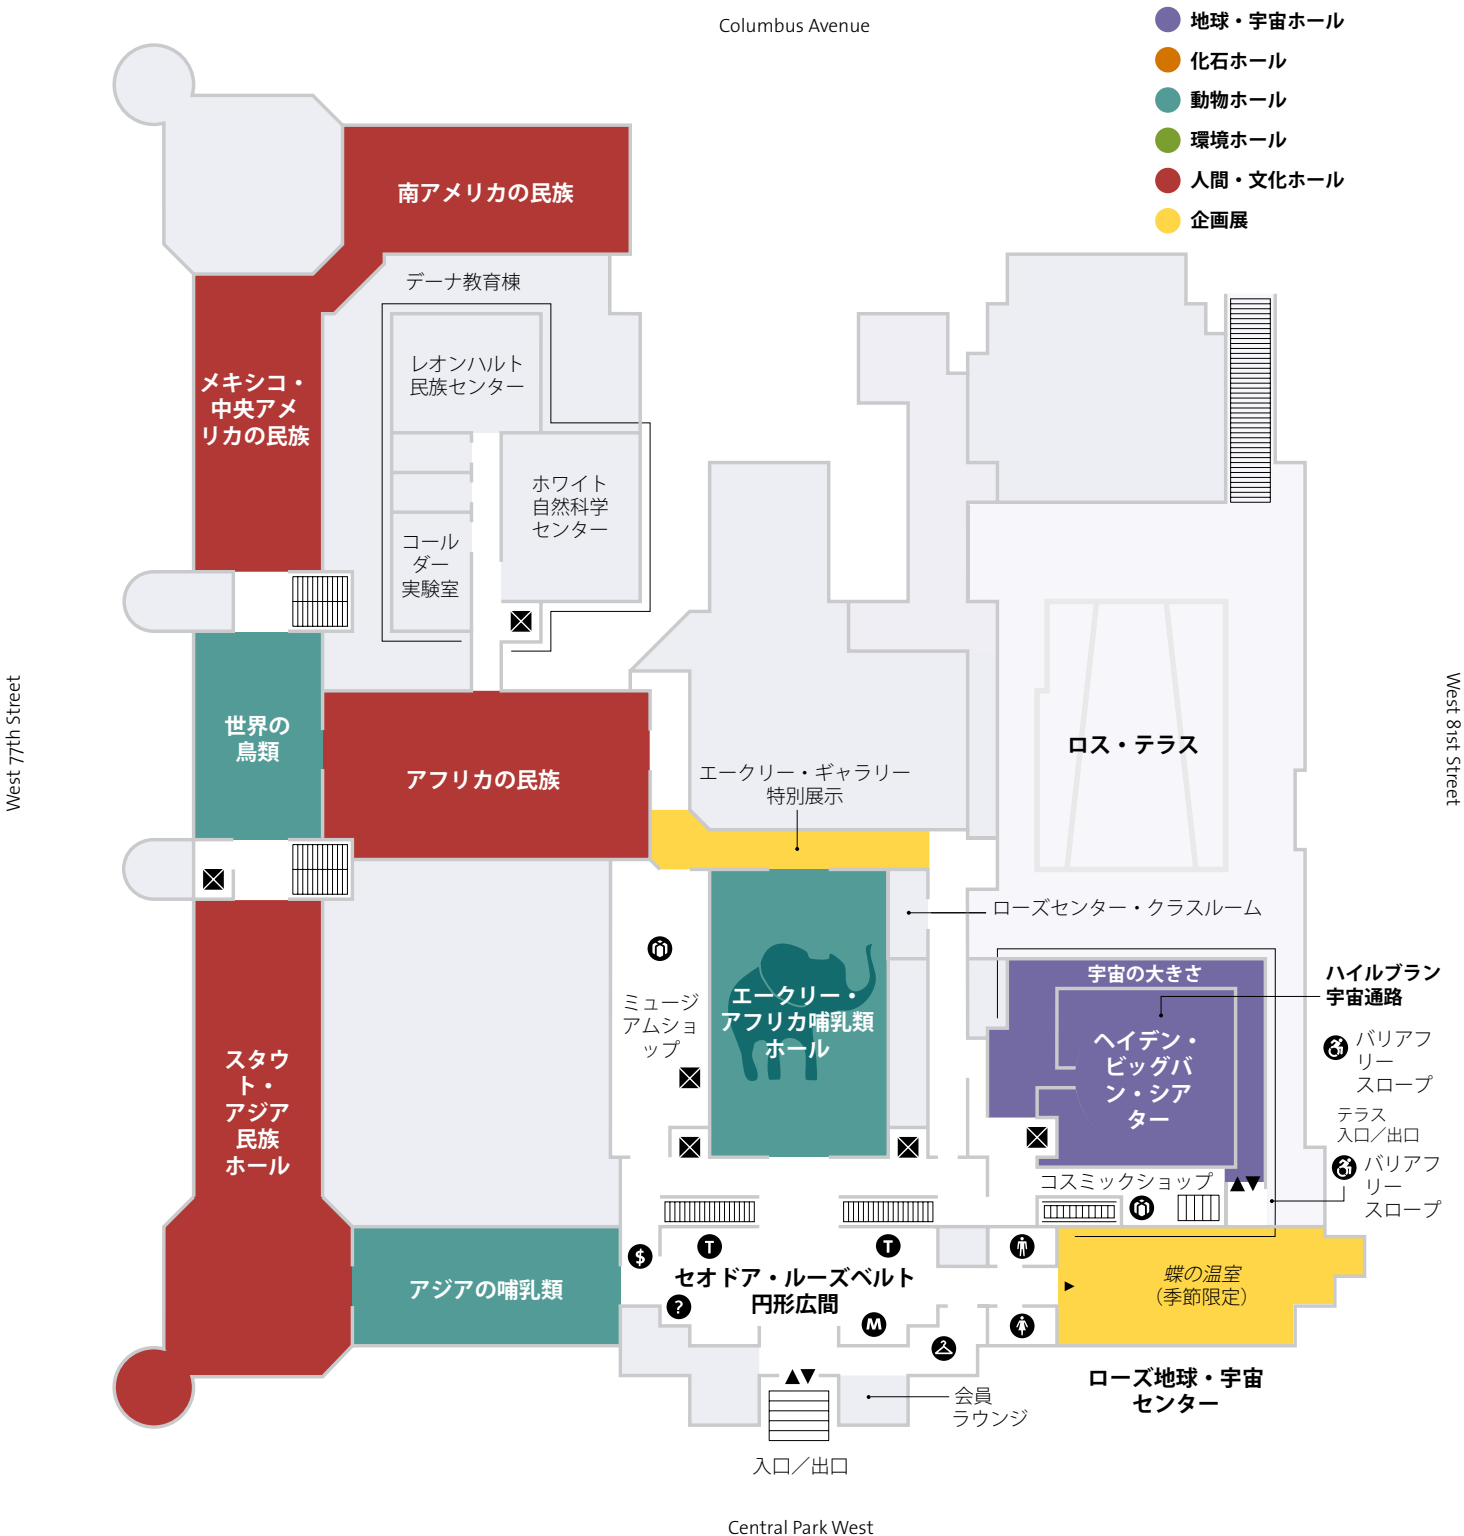 Columbus Avenue
地球・宇宙ホール
化石ホール
動物ホール
環境ホール
人間・文化ホール
企画展
南アメリカの民族
デーナ教育棟
レオンハルト
民族センター
メキシコ・
中央アメ
リカの民族
ホワイト
自然科学
センター
コール
ダー
実験室
West 77th Street
West 81st Street
世界の
鳥類
アフリカの民族
ロス・テラス
エークリー・ギャラリー
特別展示
ローズセンター・クラスルーム
ミュージ
アムショ
ップ
エークリー・
アフリカ哺乳類
ホール
宇宙の大きさ
ヘイデン・
ビッグバ
ン・シア
ター
ハイルブラン
宇宙通路
バリアフ
リー
スロープ
テラス
入口／出口
バリアフ
リー
スロープ
スタウ
ト・
アジア
民族
ホール
コスミックショップ
アジアの哺乳類
$
T
T
セオドア・ルーズベルト
円形広間
?
M
蝶の温室
（季節限定）
ローズ地球・宇宙
センター
会員
ラウンジ
入口／出口
Central Park West